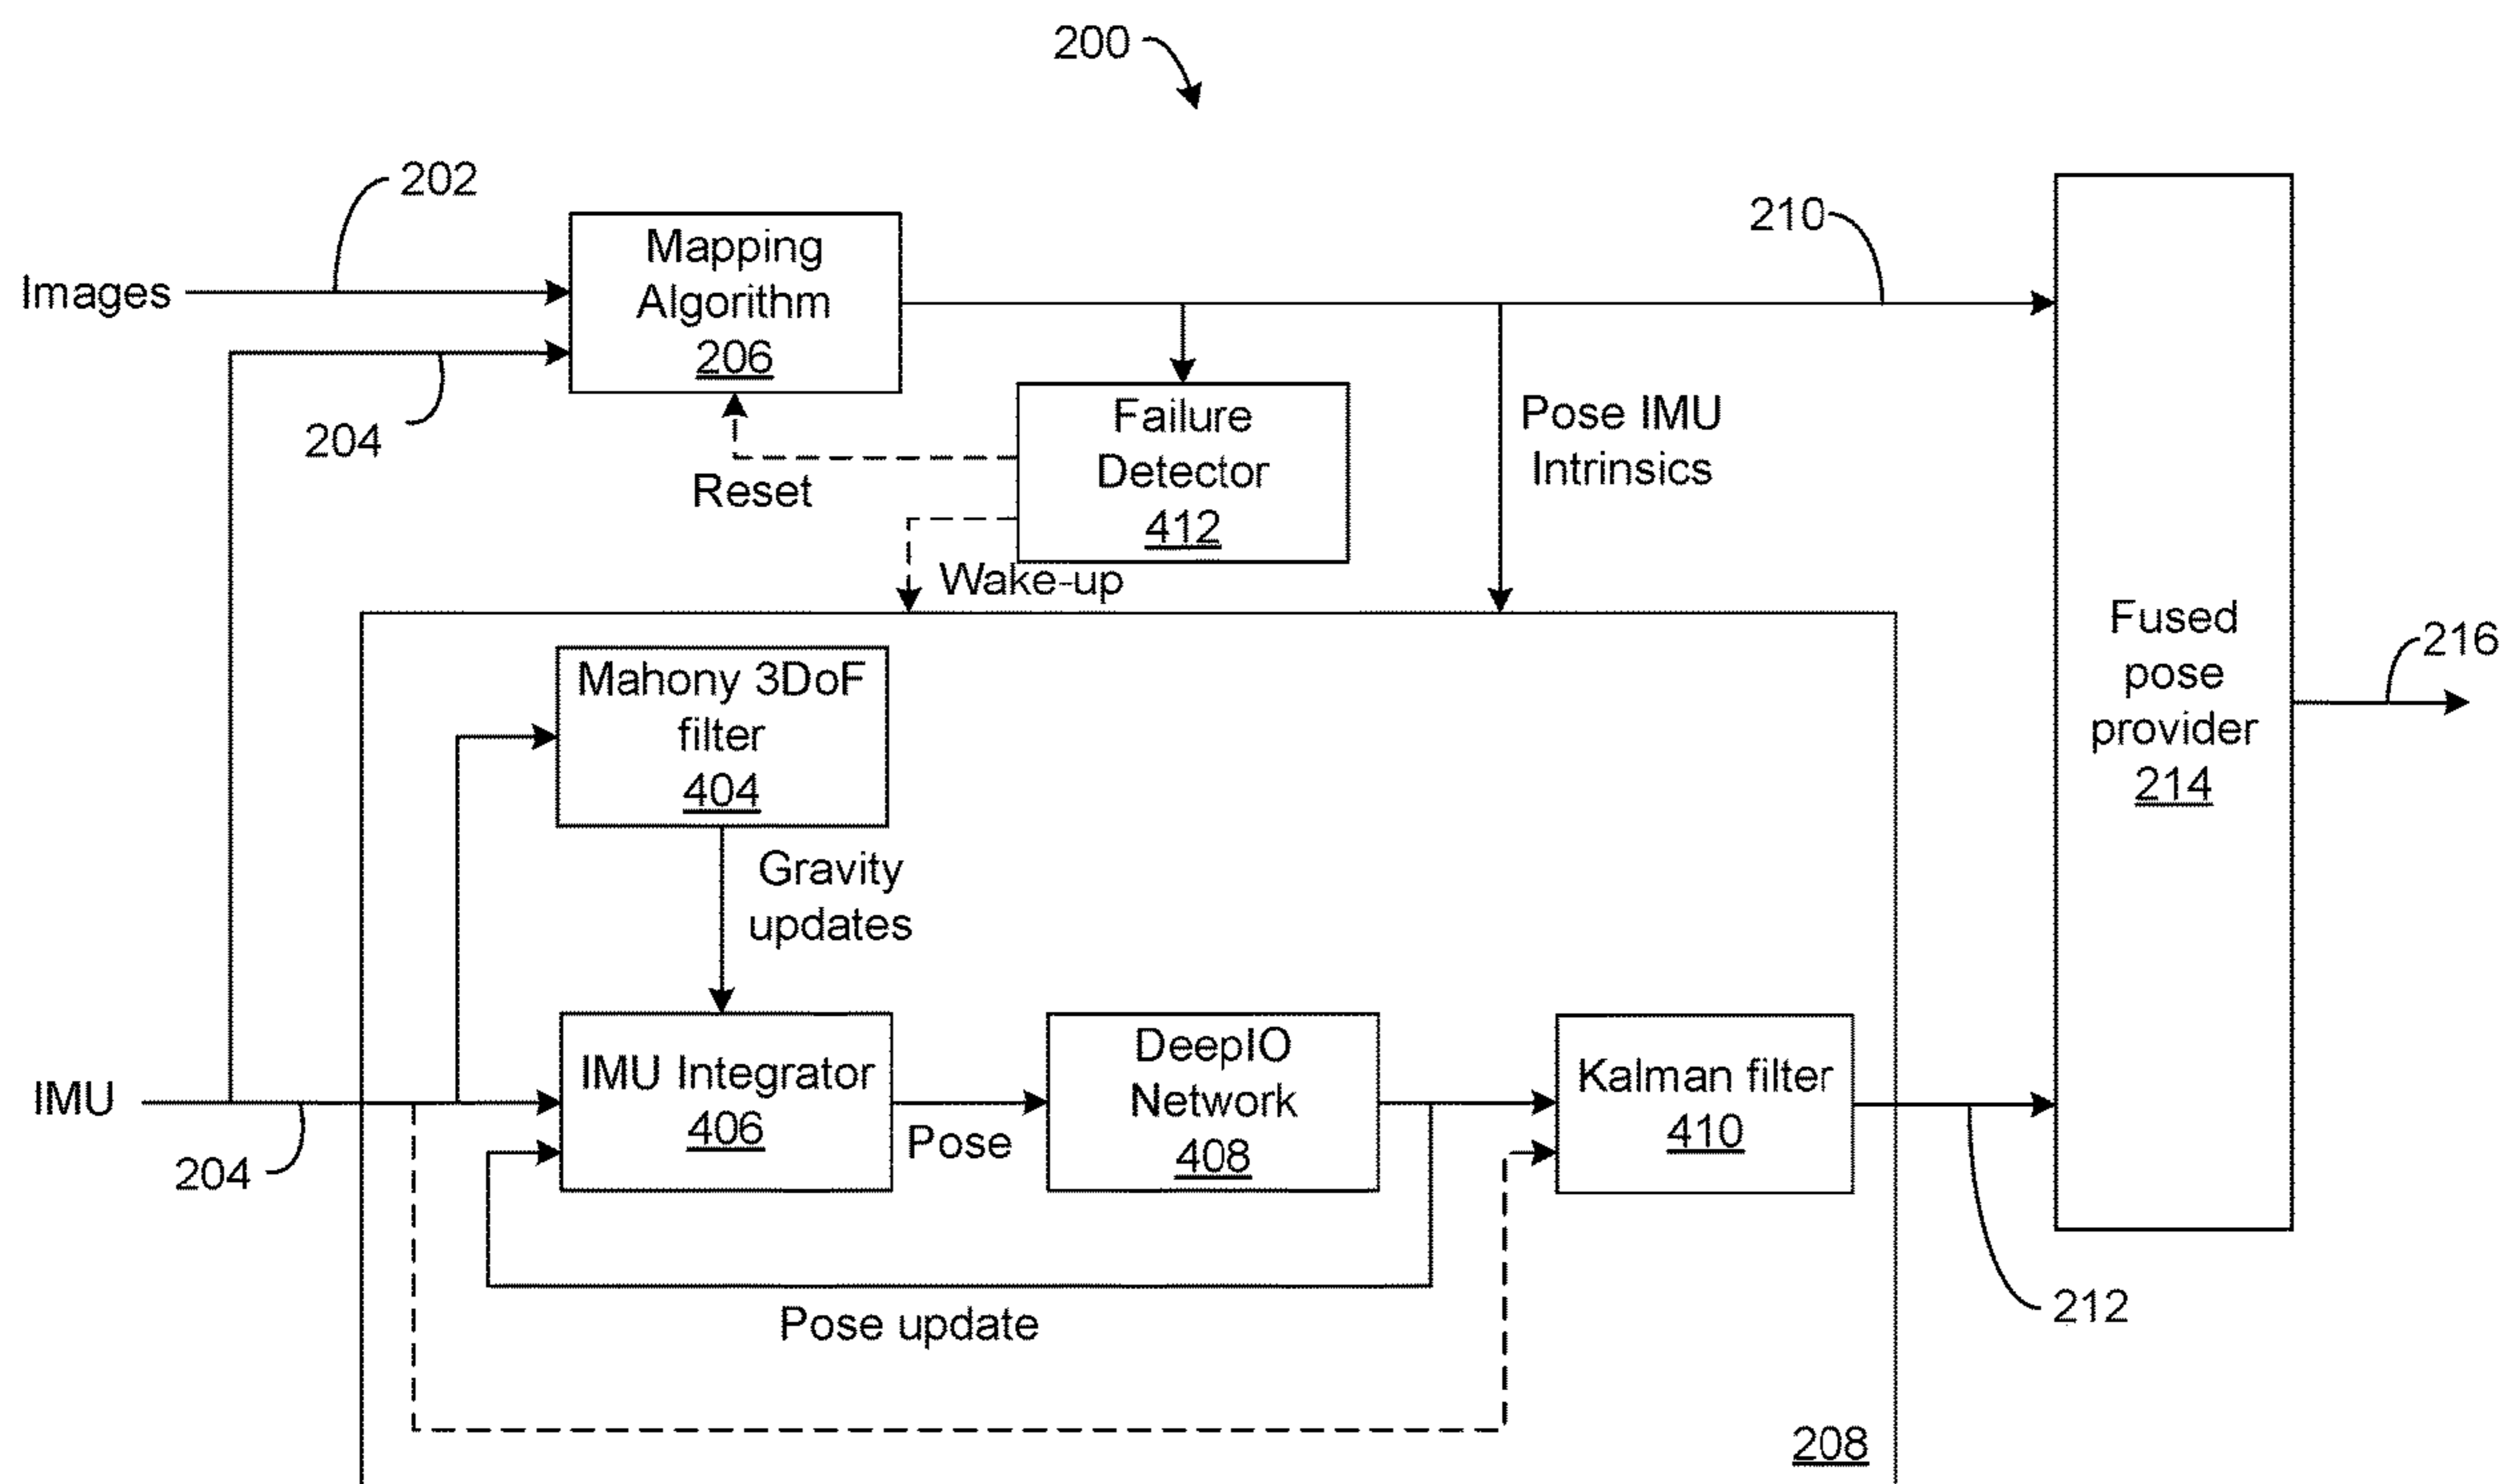 200
202
Images
204
Mapping
Algorithm
206
210
Reset
Failure
Detector
412
Pose IMU
Intrinsics
Wake-up
Fused
pose
provider
214
216
Mahony 3DoF
filter
404
Gravity
updates
IMU
204
IMU Integrator
406
Pose
DeepIO
Network
408
Kalman filter
410
212
Pose update
208